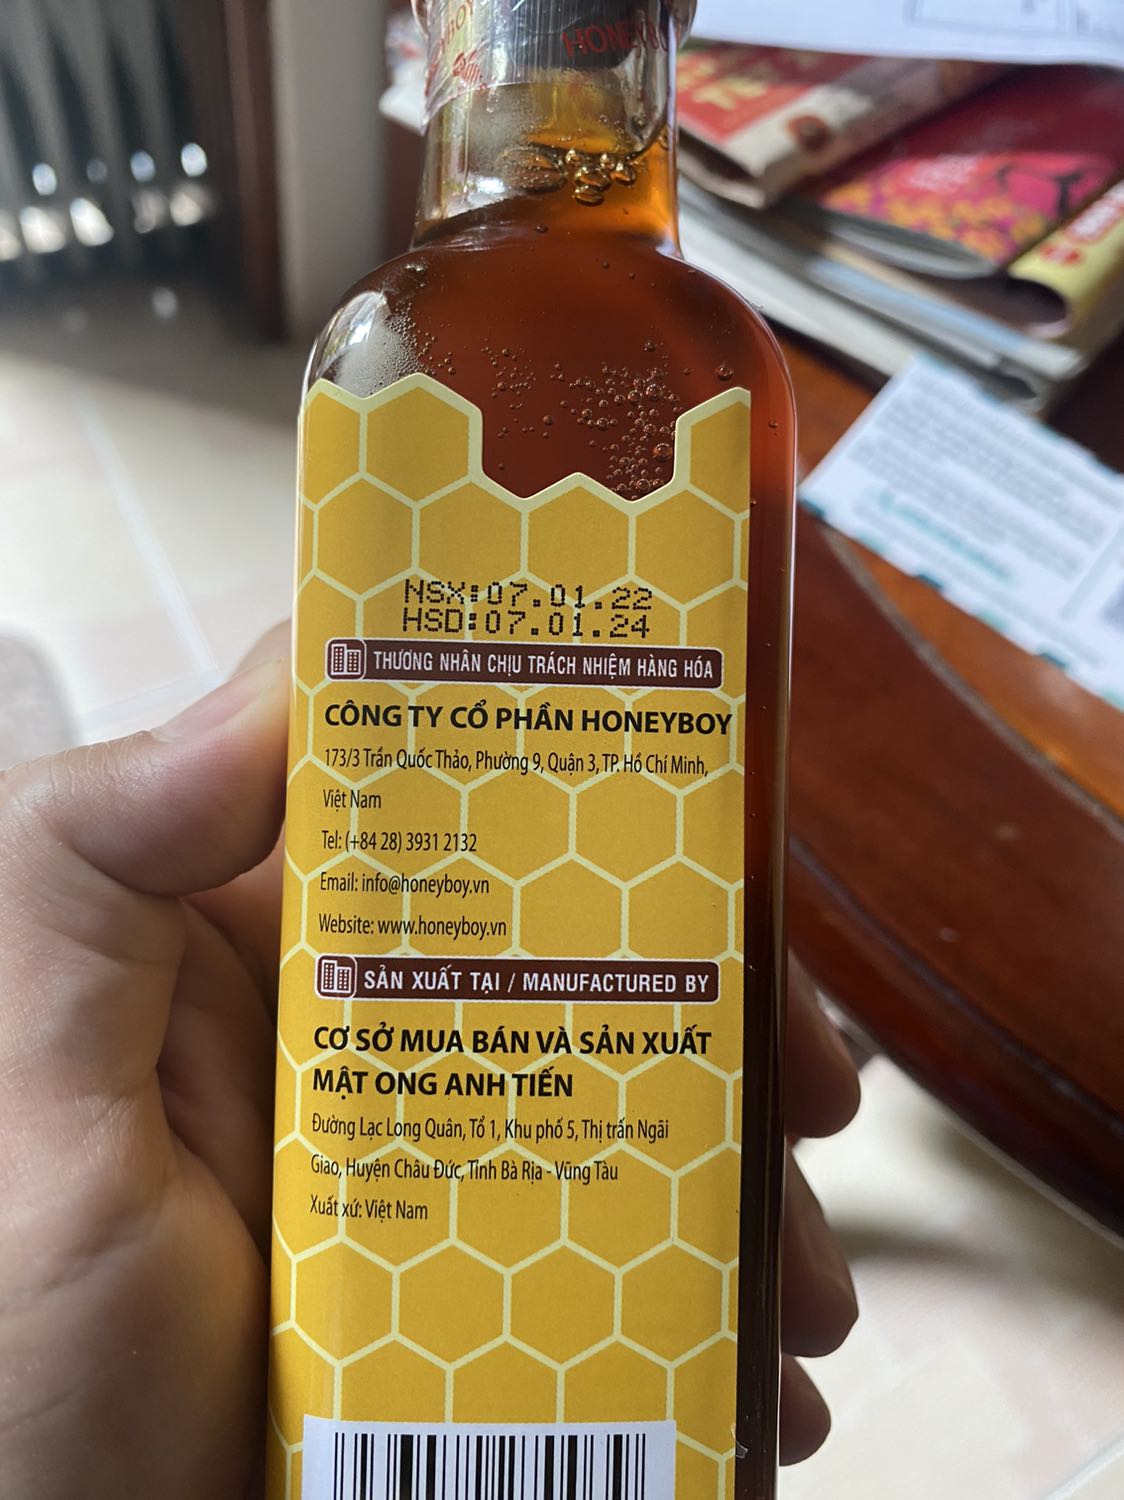 HONEYBOY
NSX:07.01.22
HSD:07.01.24
THƯƠNG NHÂN CHỊU TRÁCH NHIỆM HÀNG HÓA
CÔNG TY CỔ PHẦN HONEYBOY
173/3 Trần Quốc Thảo, Phường 9, Quận 3, TP. Hồ Chí Minh,
Việt Nam
Tel: (+84 28) 3931 2132
Email: info@honeyboy.vn
Website: www.honeyboy.vn
SẢN XUẤT TẠI / MANUFACTURED BY
CƠ SỞ MUA BÁN VÀ SẢN XUẤT
MẬT ONG ANH TIẾN
Đường Lạc Long Quân, Tổ 1, Khu phố 5, Thị trấn Ngãi
Giao, Huyện Châu Đức, Tỉnh Bà Rịa - Vũng Tàu
Xuất xứ: Việt Nam